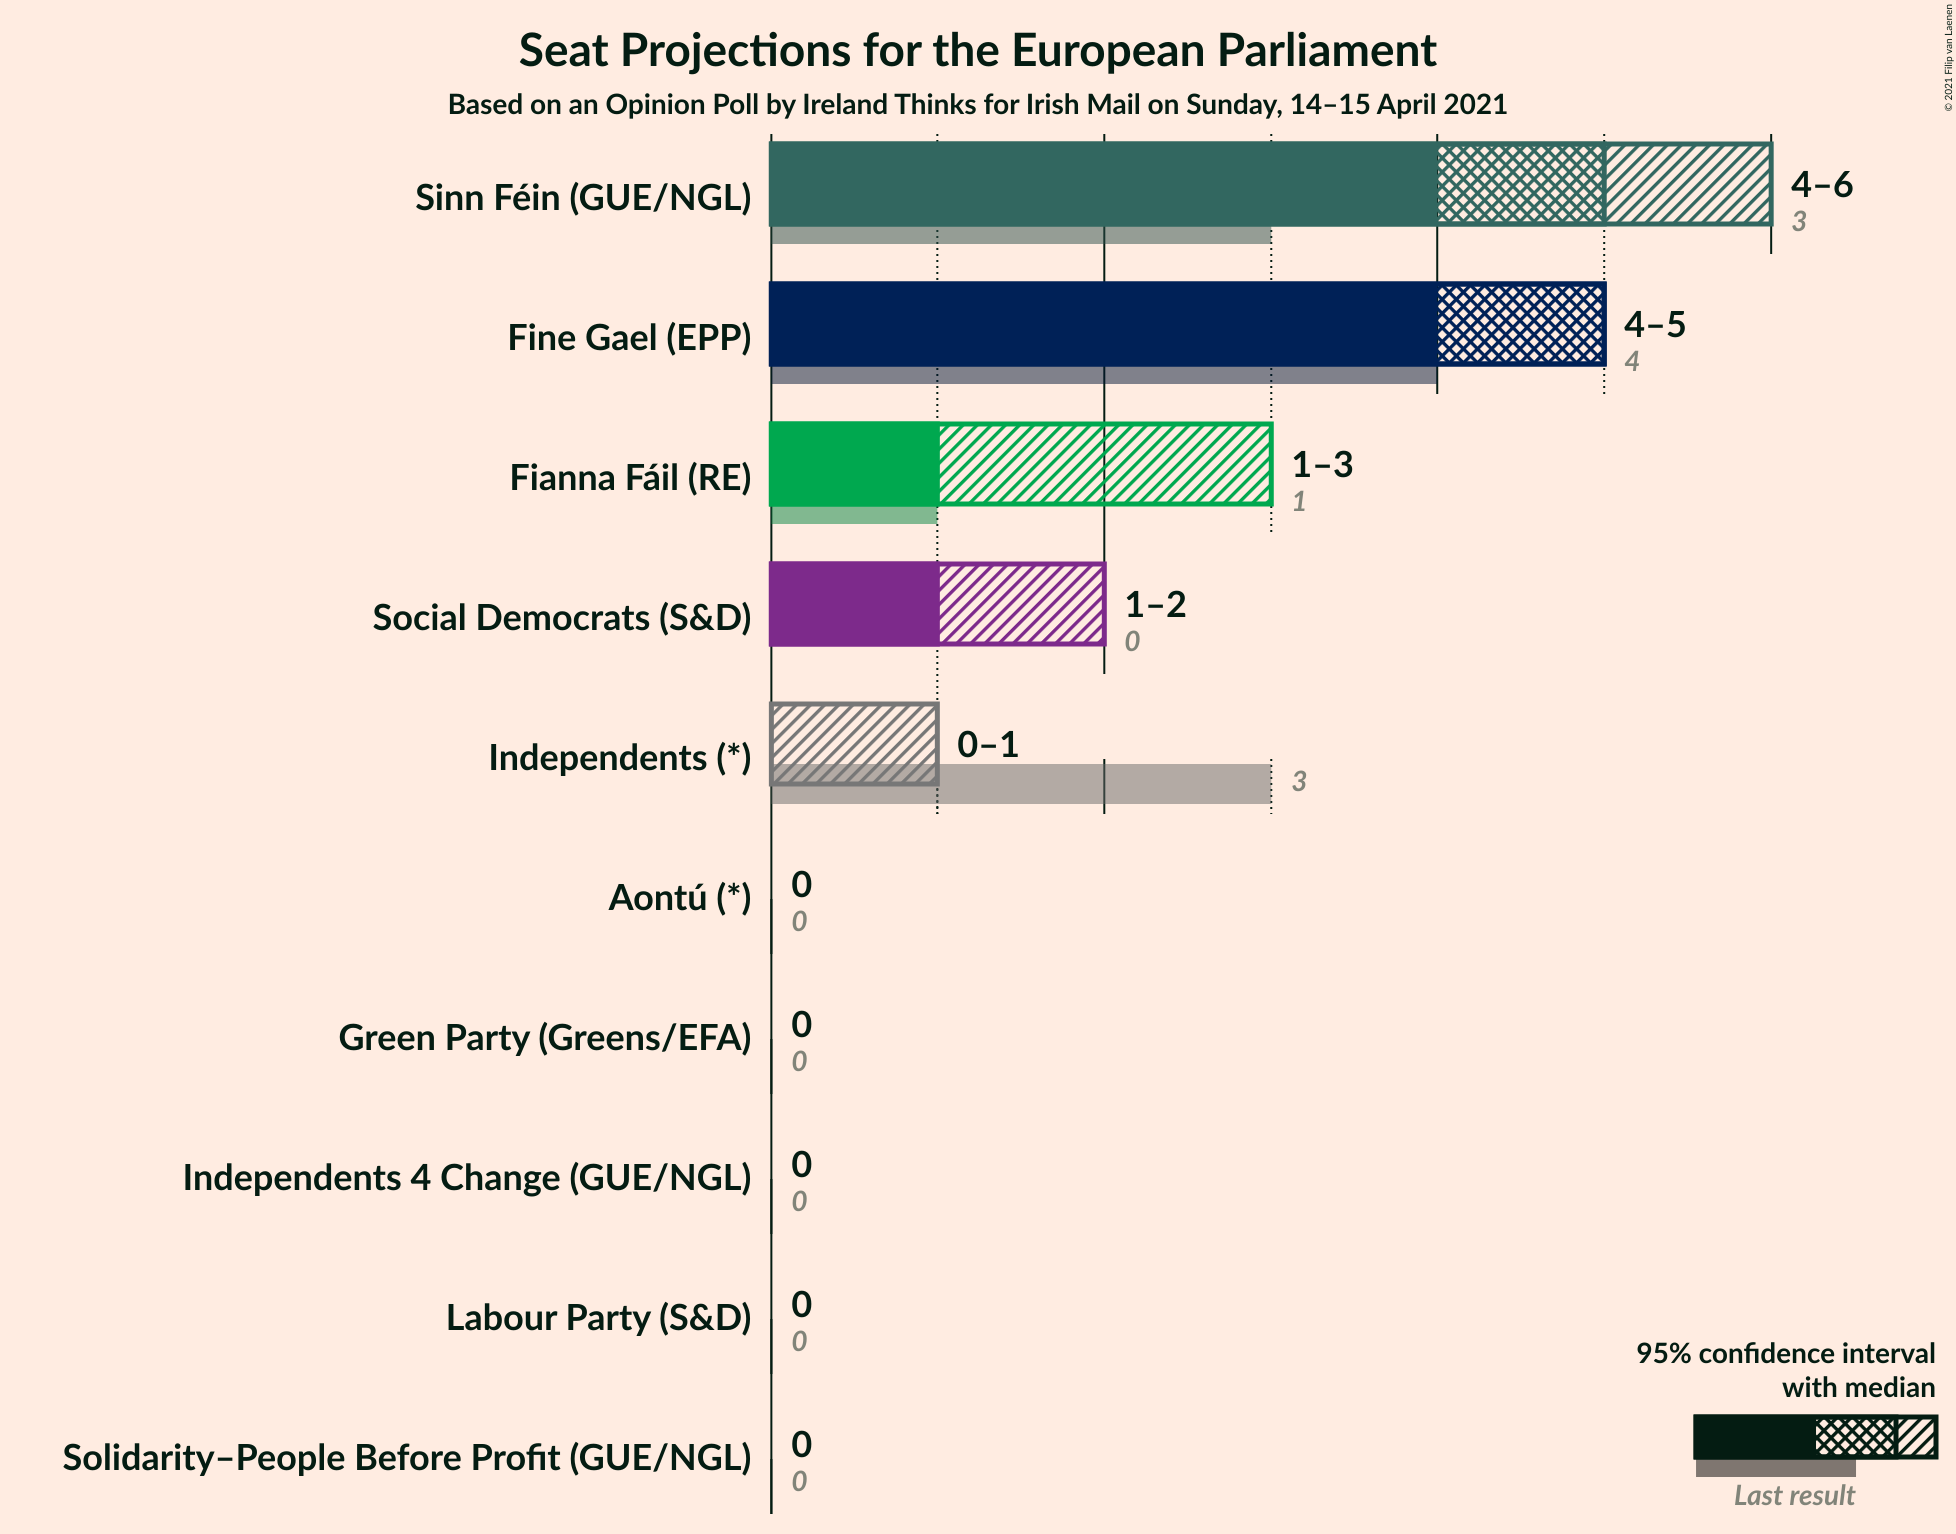 Seat Projections for the European Parliament
Based on an Opinion Poll by Ireland Thinks for Irish Mail on Sunday, 14–15 April 2021
© 2021 Filip van Laenen
Sinn Féin (GUE/NGL)
4–6
3
Fine Gael (EPP)
4–5
4
Fianna Fáil (RE)
1–3
1
Social Democrats (S&D)
1–2
0
Independents (*)
0–1
3
Aontú (*)
0
0
Green Party (Greens/EFA)
0
0
Independents 4 Change (GUE/NGL)
0
0
Labour Party (S&D)
0
0
Solidarity–People Before Profit (GUE/NGL)
0
0
95% confidence interval
with median
Last result